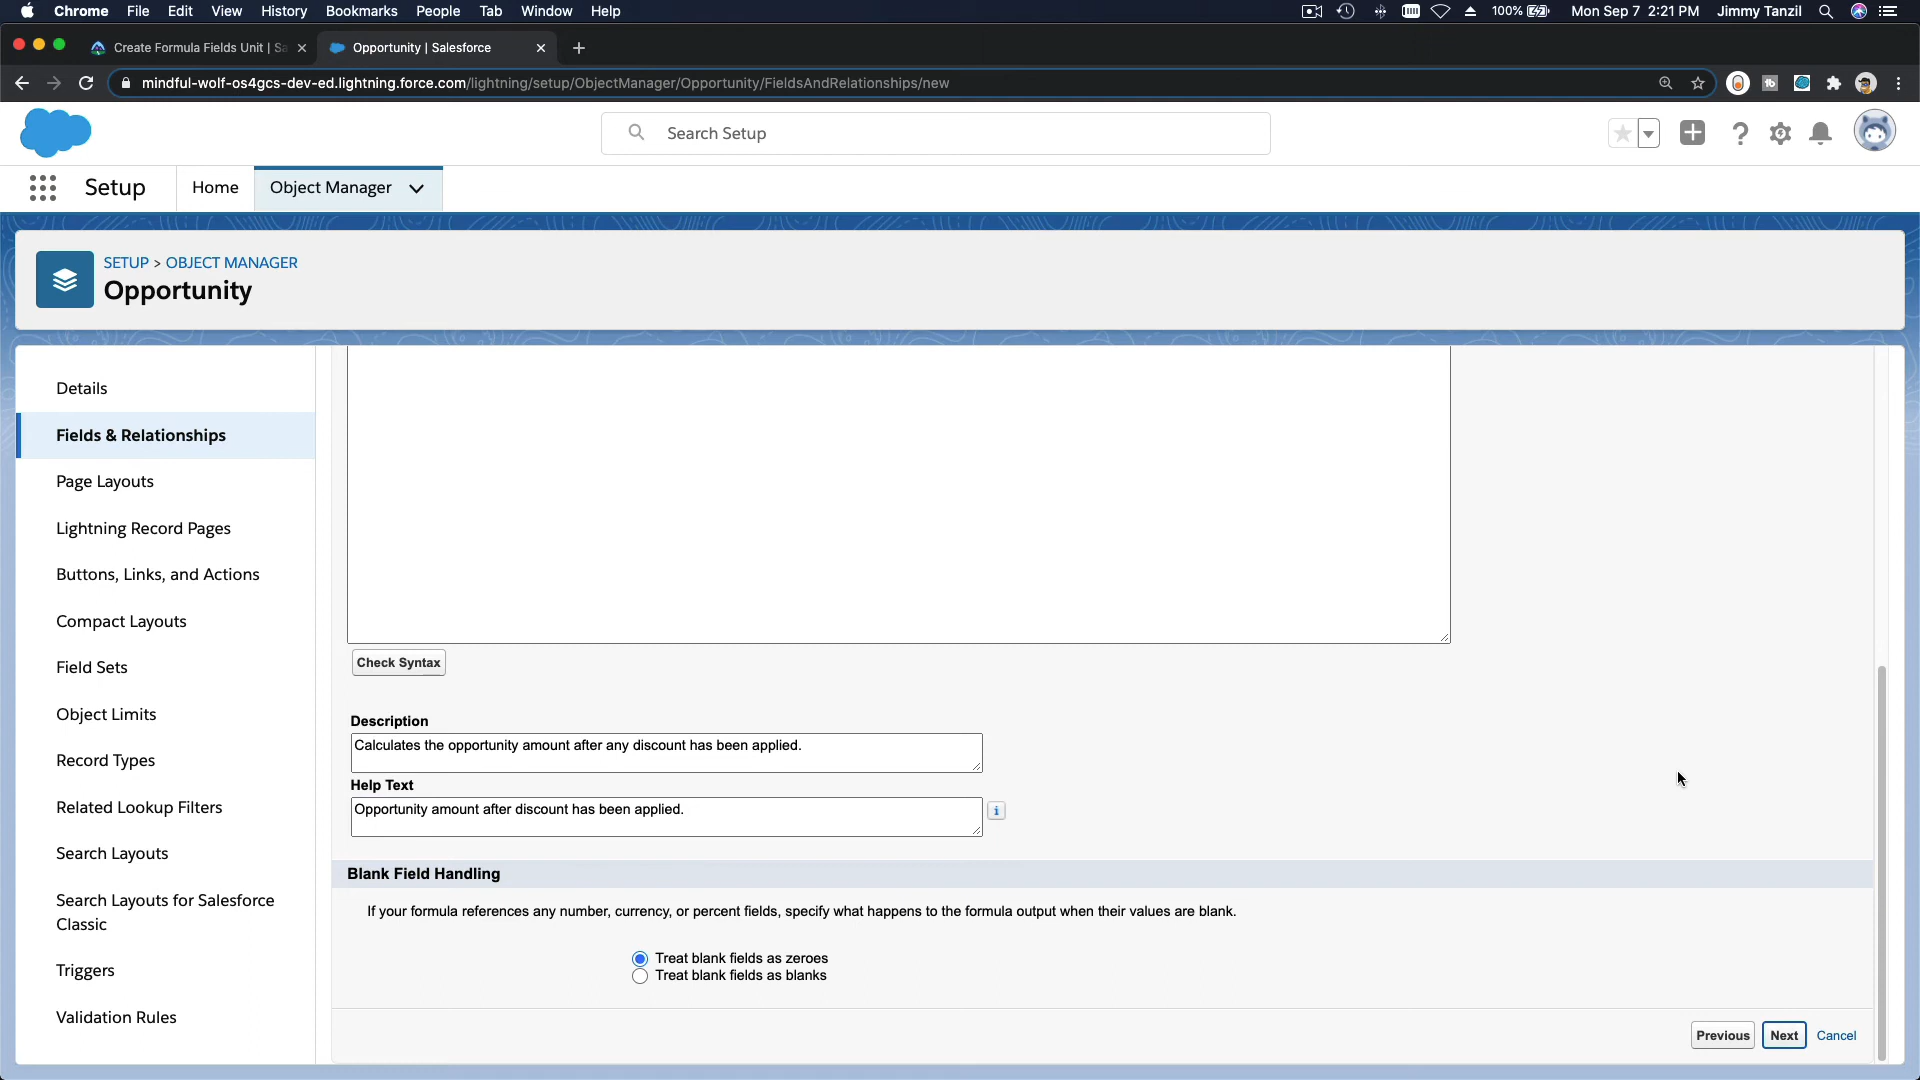 Chrome File Edit View History Bookmarks People Tab Window Help 100% Mon Sep 7 2:21 PM Jimmy Tanzil
Create Formula Fields Unit | Sa
Opportunity | Salesforce
mindful-wolf-os4gcs-dev-ed.lightning.force.com/lightning/setup/ObjectManager/Opportunity/FieldsAndRelationships/new
Search Setup
Setup Home Object Manager
SETUP > OBJECT MANAGER
Opportunity
Details
Fields & Relationships
Page Layouts
Lightning Record Pages
Buttons, Links, and Actions
Compact Layouts
Field Sets
Object Limits
Record Types
Related Lookup Filters
Search Layouts
Search Layouts for Salesforce
Classic
Triggers
Validation Rules
Check Syntax
Description
Calculates the opportunity amount after any discount has been applied.
Help Text
Opportunity amount after discount has been applied.
i
Blank Field Handling
If your formula references any number, currency, or percent fields, specify what happens to the formula output when their values are blank.
Treat blank fields as zeroes
Treat blank fields as blanks
Previous Next Cancel